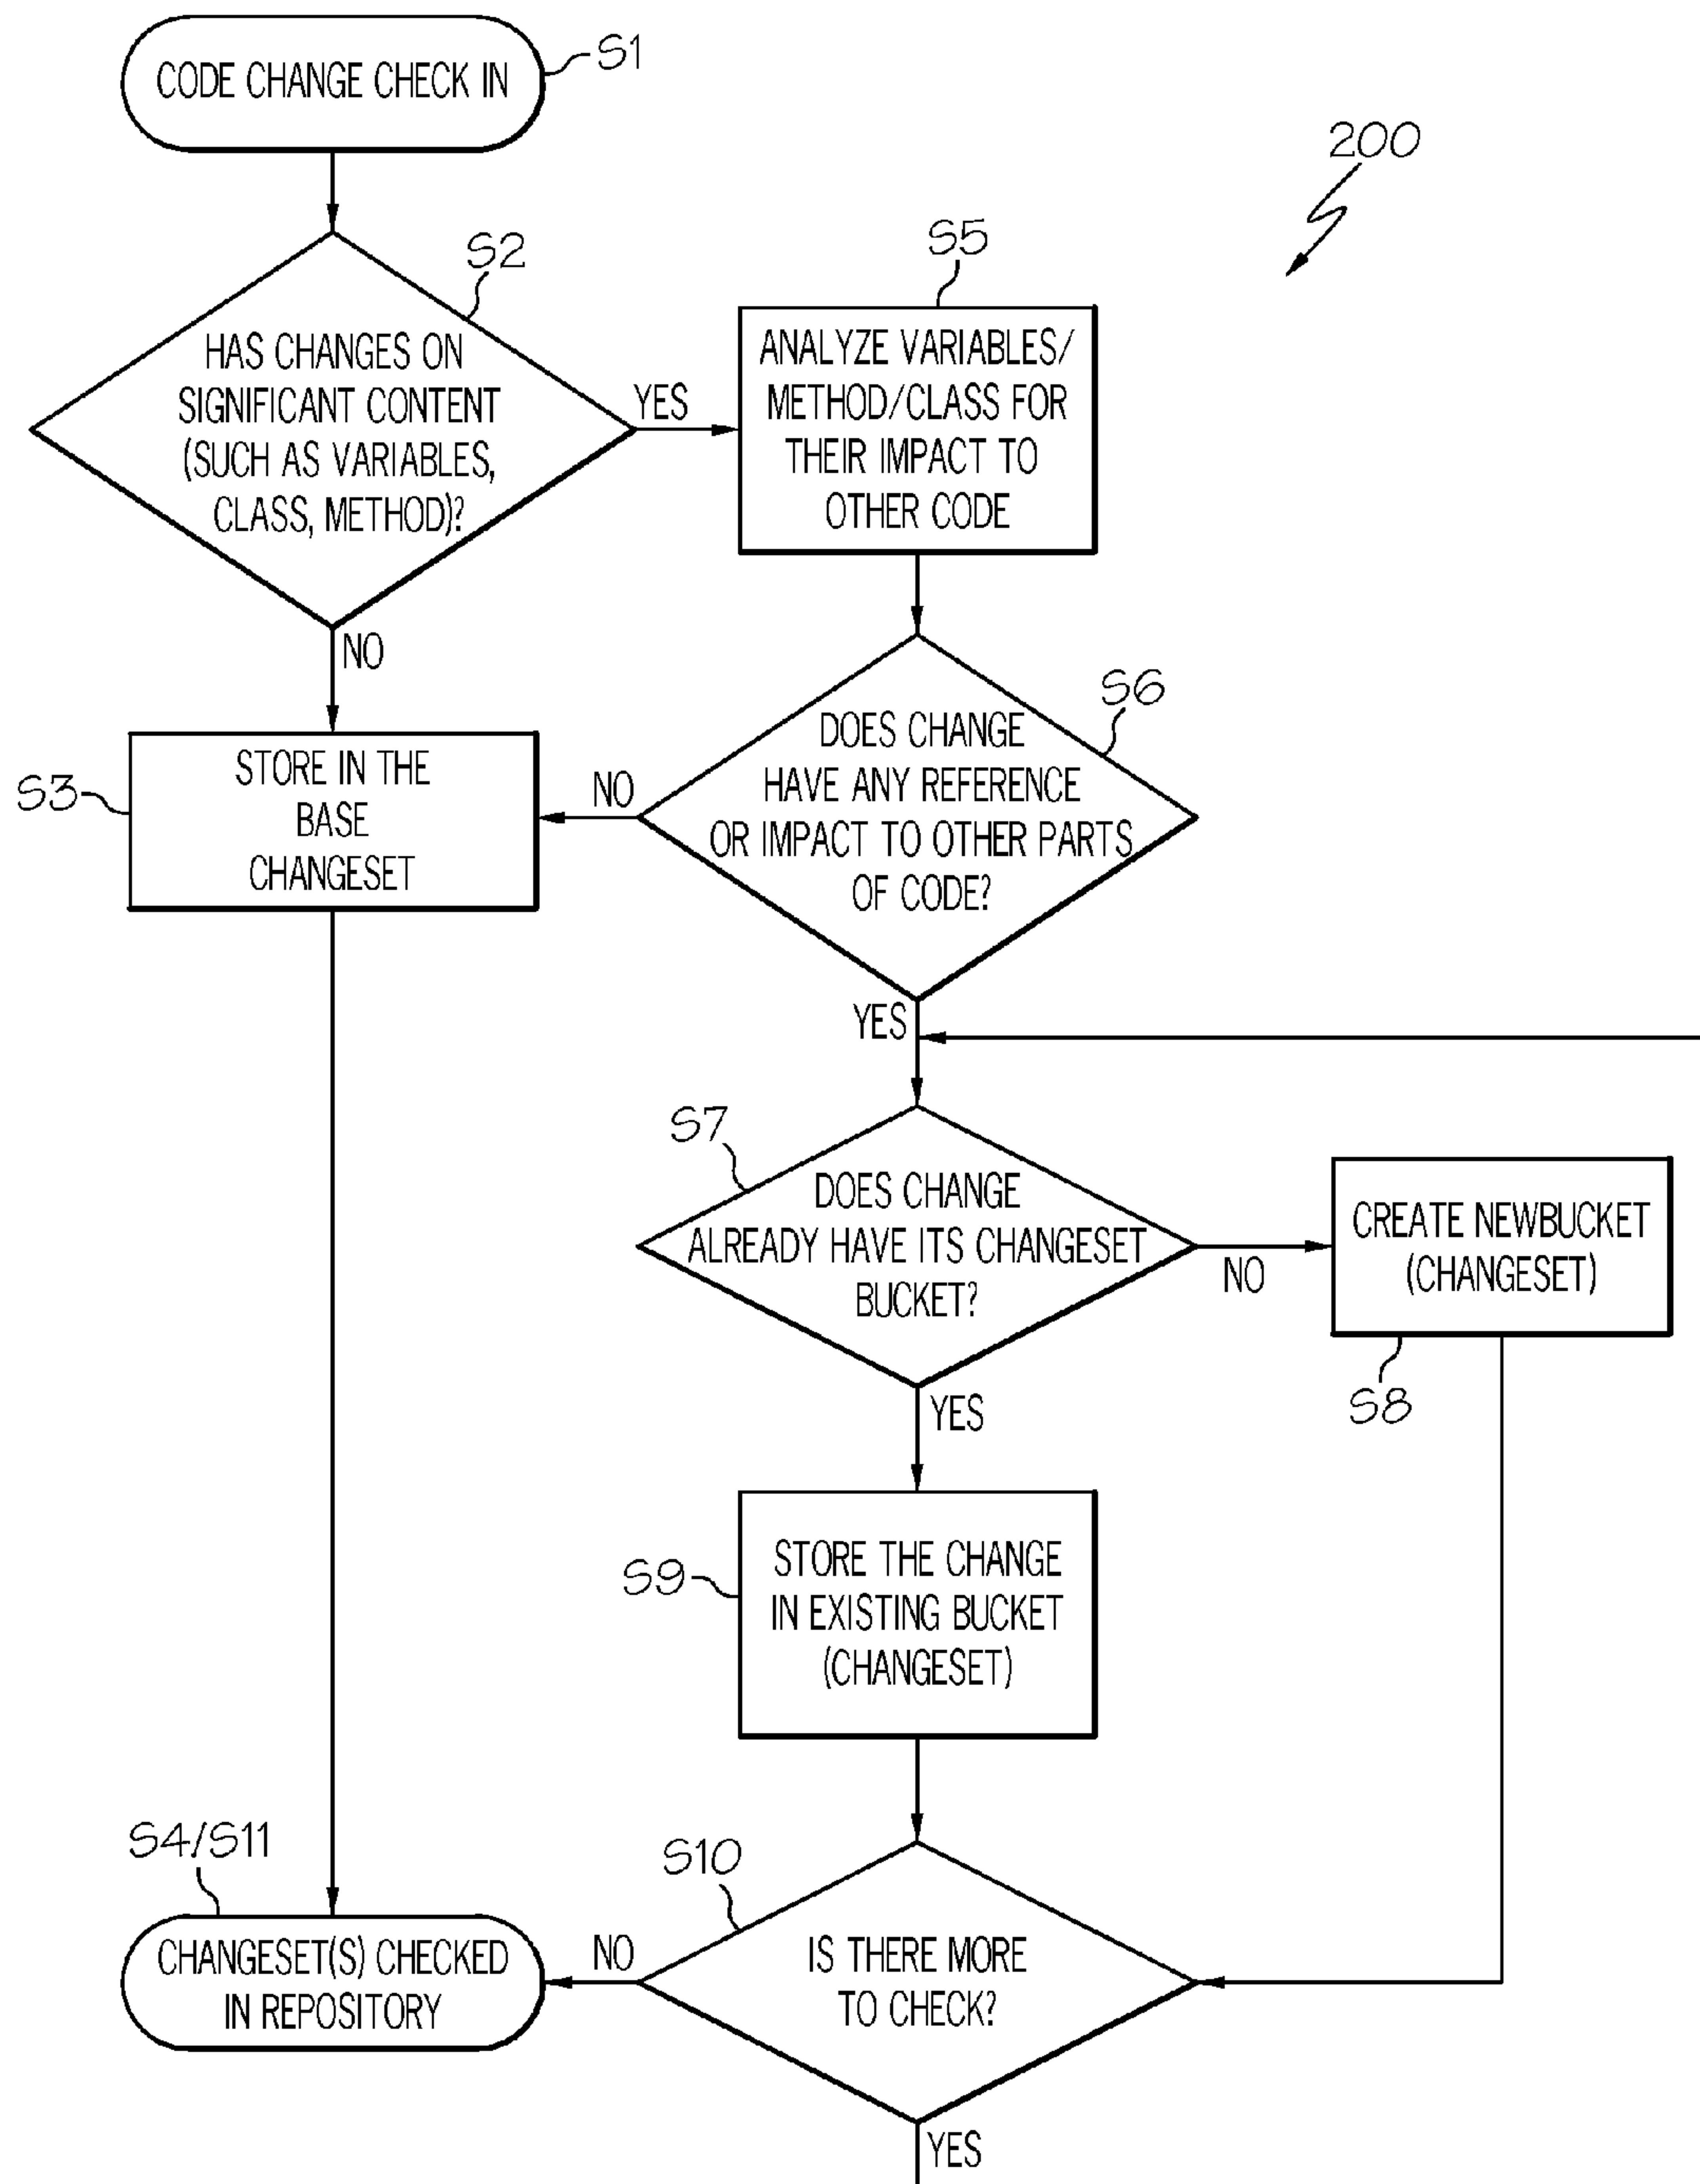 CODE CHANGE CHECK IN
S1
200
S2
HAS CHANGES ON
SIGNIFICANT CONTENT
(SUCH AS VARIABLES,
CLASS, METHOD)?
YES
NO
S5
ANALYZE VARIABLES/
METHOD/CLASS FOR
THEIR IMPACT TO
OTHER CODE
S3
STORE IN THE
BASE
CHANGESET
S6
DOES CHANGE
HAVE ANY REFERENCE
OR IMPACT TO OTHER PARTS
OF CODE?
NO
YES
S7
DOES CHANGE
ALREADY HAVE ITS CHANGESET
BUCKET?
NO
YES
CREATE NEWBUCKET
(CHANGESET)
S8
S9
STORE THE CHANGE
IN EXISTING BUCKET
(CHANGESET)
S4/S11
CHANGESET(S) CHECKED
IN REPOSITORY
S10
IS THERE MORE
TO CHECK?
NO
YES